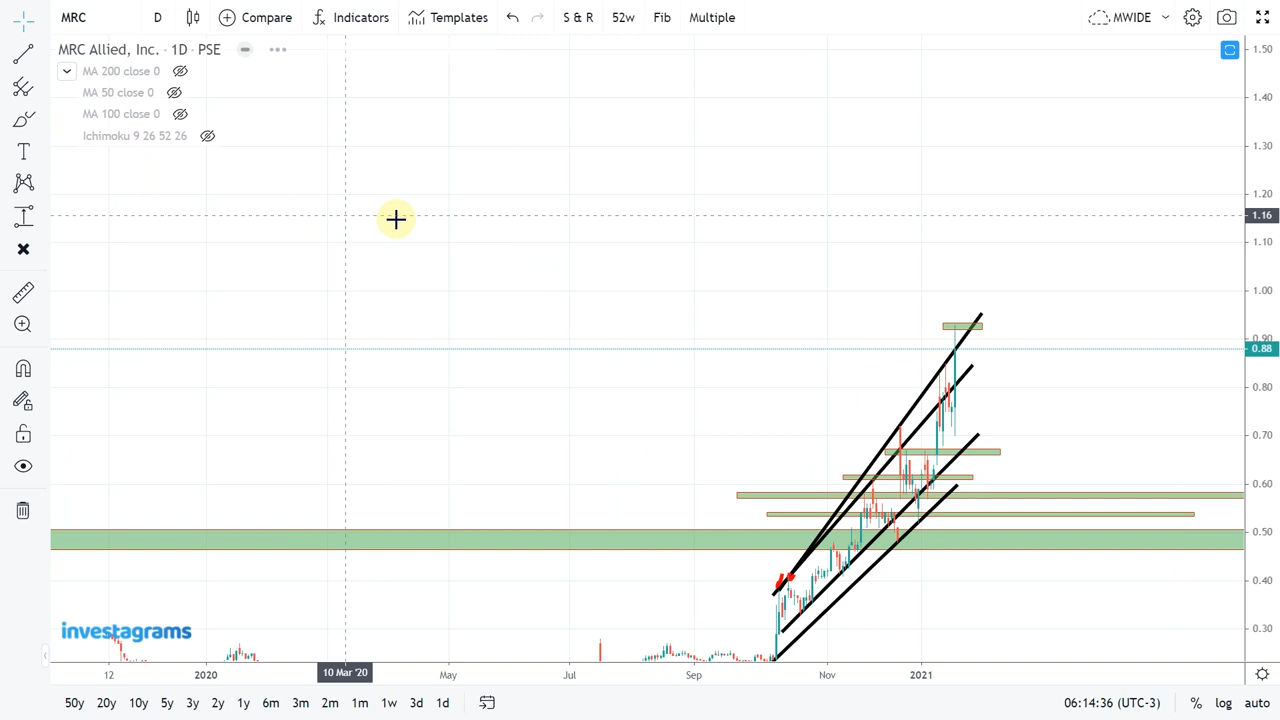 MRC D Compare Indicators Templates S & R 52w Fib Multiple MWIDE
MRC Allied, Inc. · 1D · PSE
MA 200 close 0
MA 50 close 0
MA 100 close 0
Ichimoku 9 26 52 26
1.50
1.40
1.30
1.20
1.16
1.10
1.00
0.90
0.88
0.80
0.70
0.60
0.50
0.40
0.30
investagrams
12 2020 10 Mar '20 May Jul Sep Nov 2021
50y 20y 10y 5y 3y 2y 1y 6m 3m 2m 1m 1w 3d 1d 06:14:36 (UTC-3) % log auto